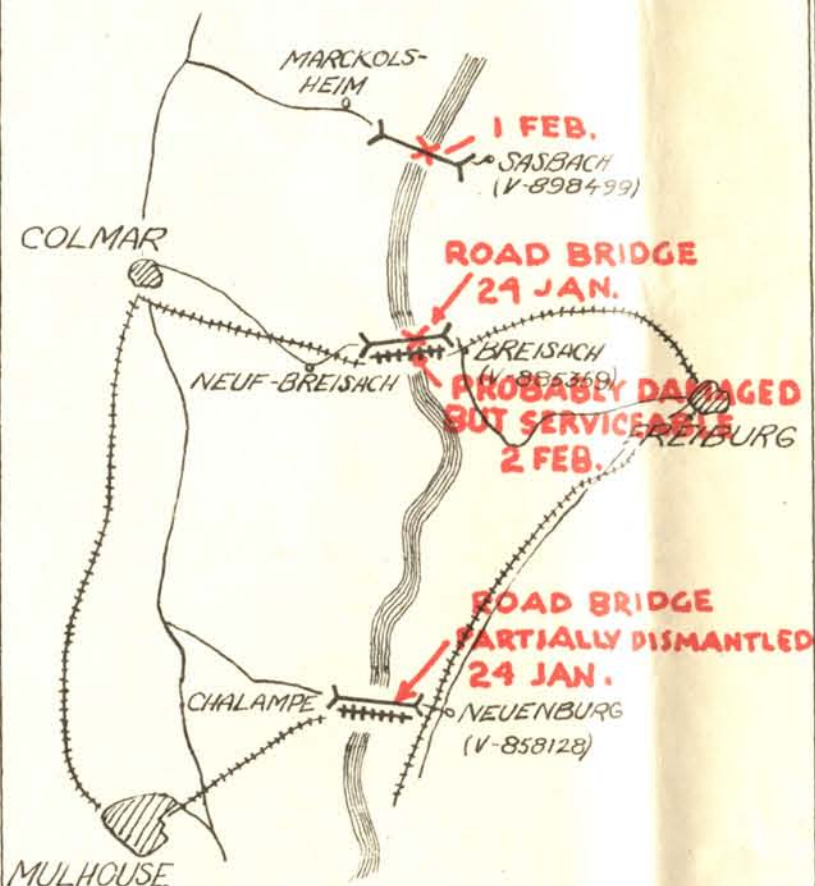 MARCKOLS-
HEIM
1 FEB.
SASBACH
(V-898499)
COLMAR
ROAD BRIDGE
24 JAN.
BREISACH
(V-885369)
NEUF-BREISACH
PROBABLY DAMAGED
BUT SERVICEABLE
2 FEB.
FREIBURG
ROAD BRIDGE
PARTIALLY DISMANTLED
24 JAN.
CHALAMPE
NEUENBURG
(V-858128)
MULHOUSE